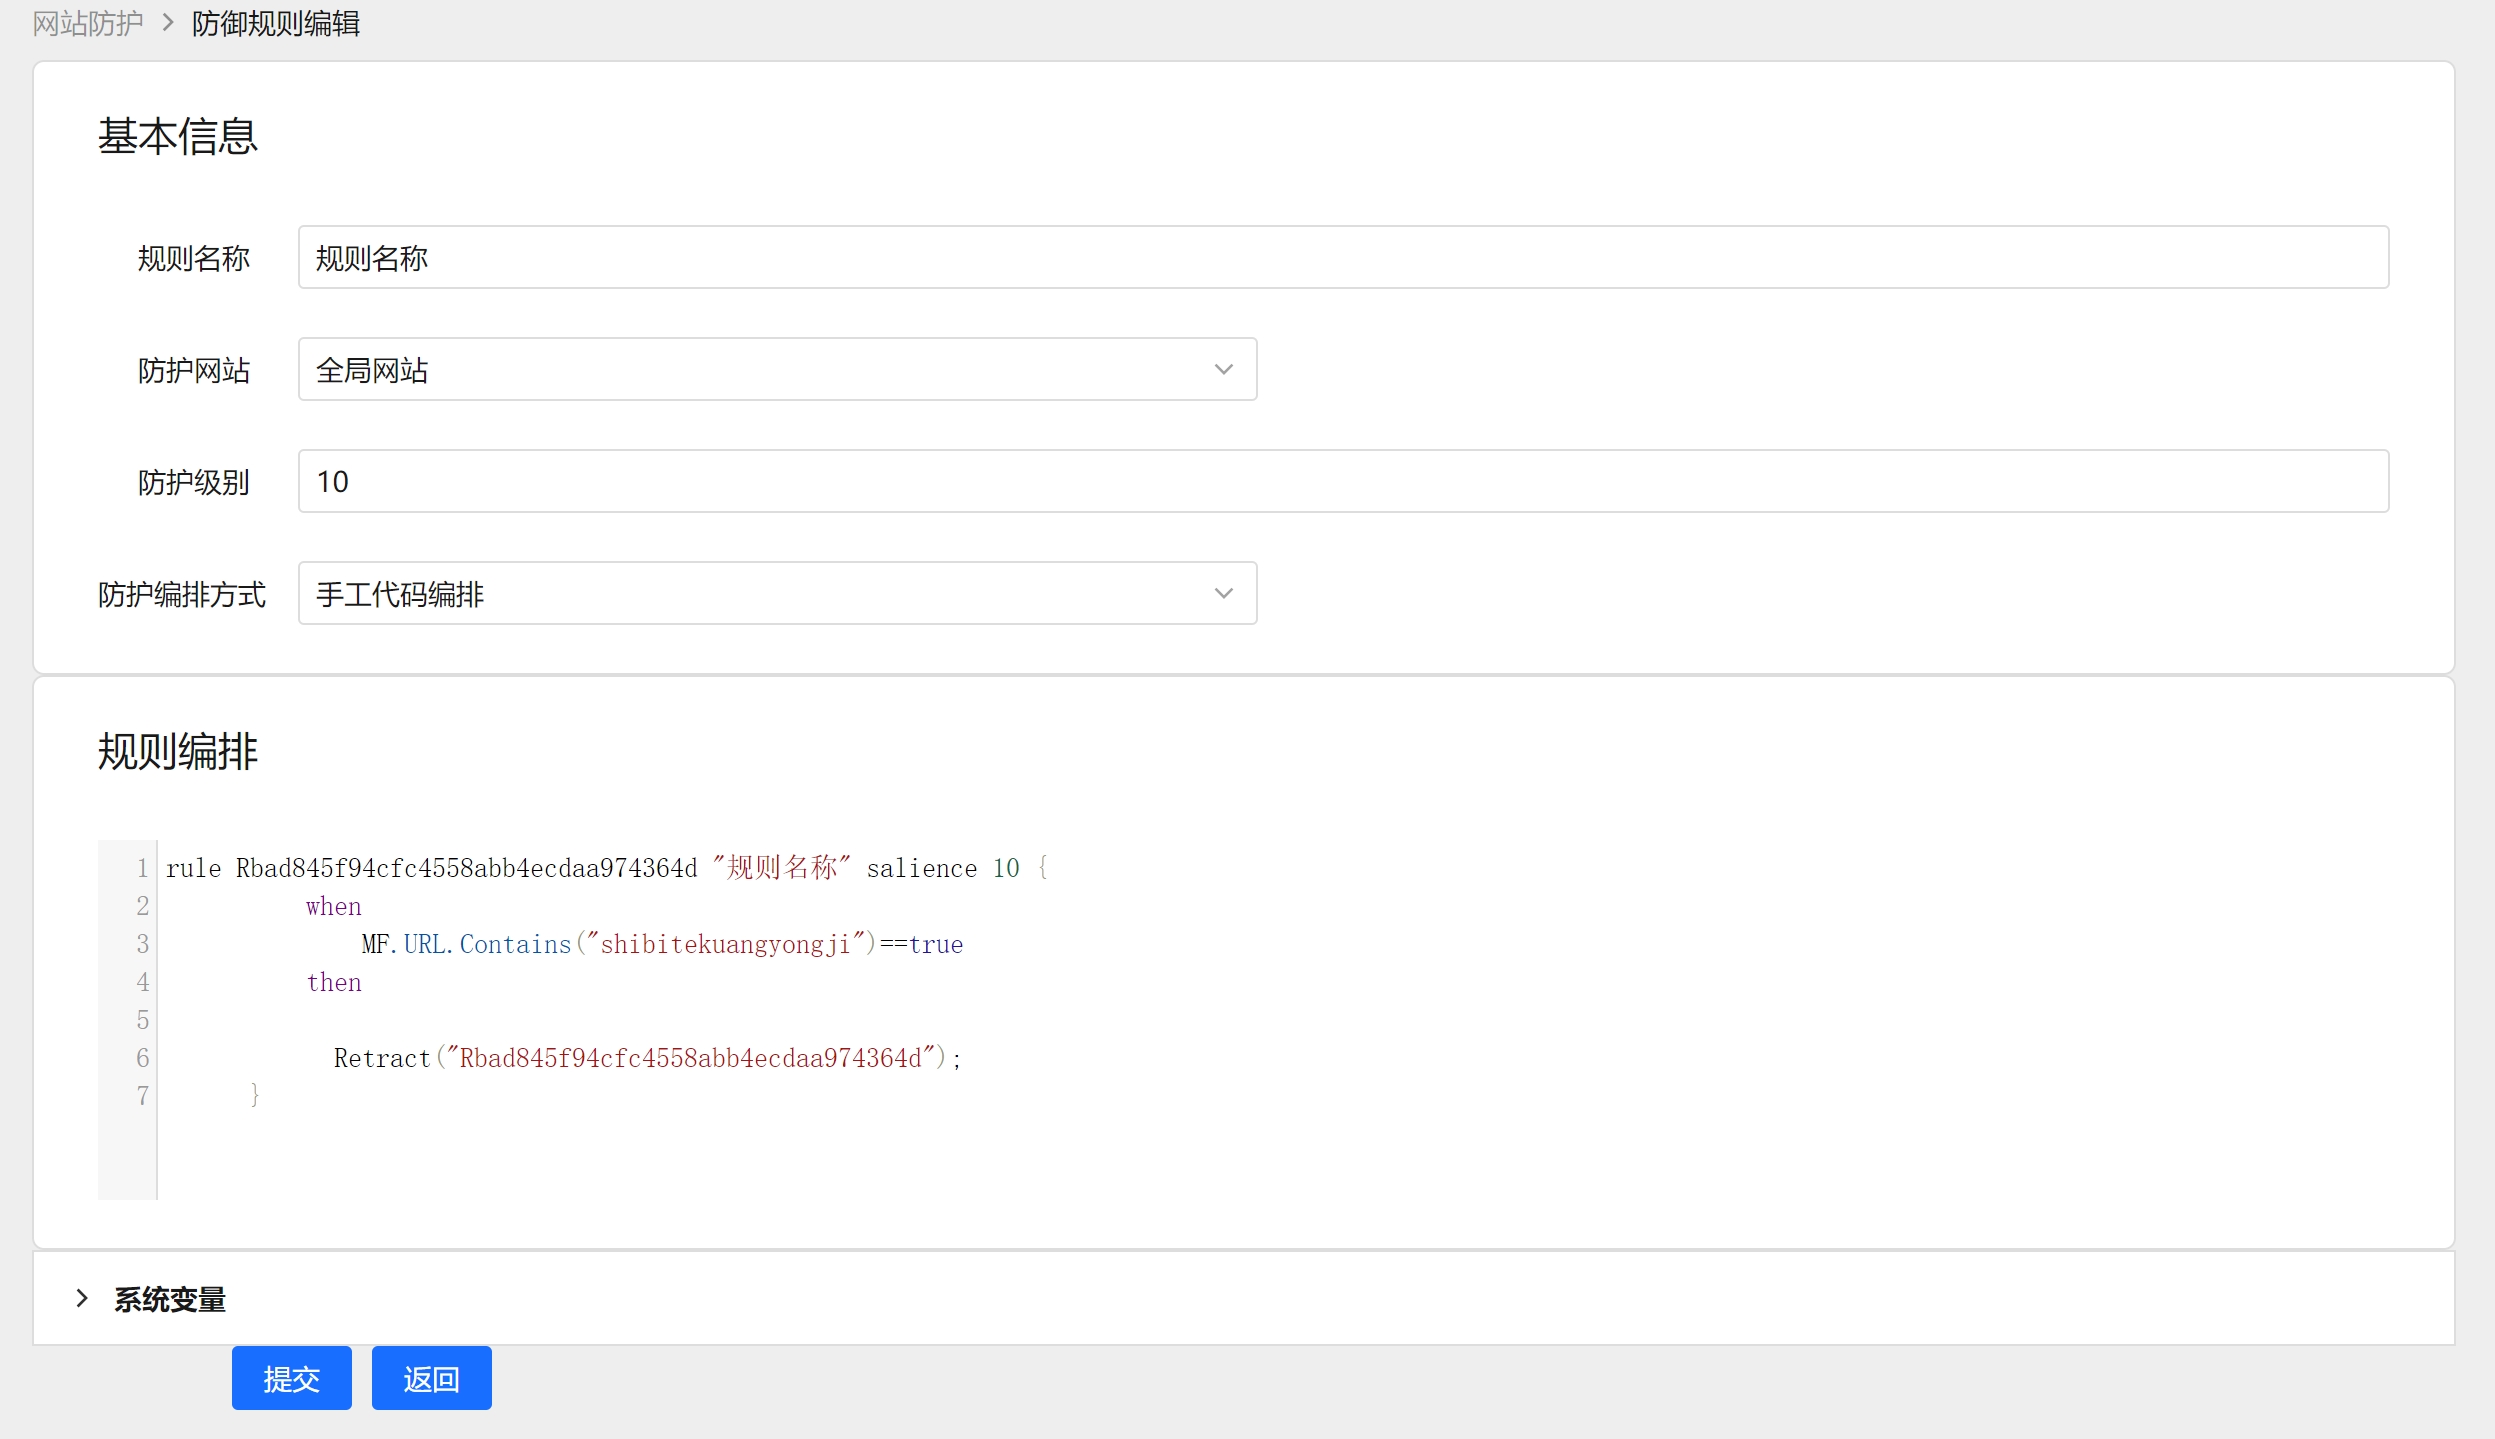 网站防护 > 防御规则编辑
基本信息
规则名称 规则名称
防护网站 全局网站
防护级别 10
防护编排方式 手工代码编排
规则编排
1 rule Rbad845f94cfc4558abb4ecdaa974364d "规则名称" salience 10 {
2 when
3 MF.URL.Contains("shibitekuangyongji")==true
4 then
5
6 Retract("Rbad845f94cfc4558abb4ecdaa974364d");
7 }
系统变量
提交 返回